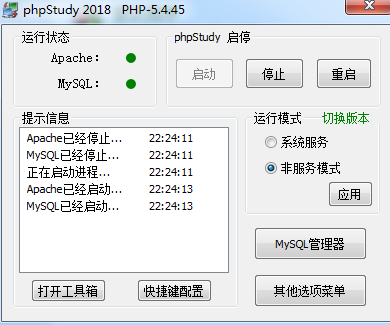 phpStudy 2018 PHP-5.4.45
运行状态
Apache:
MySQL:
phpStudy 启停
启动 停止 重启
提示信息
Apache已经停止... 22:24:11
MySQL已经停止... 22:24:11
正在启动进程... 22:24:11
Apache已经启动... 22:24:13
MySQL已经启动... 22:24:13
运行模式 切换版本
系统服务
非服务模式
应用
MySQL管理器
打开工具箱 快捷键配置
其他选项菜单